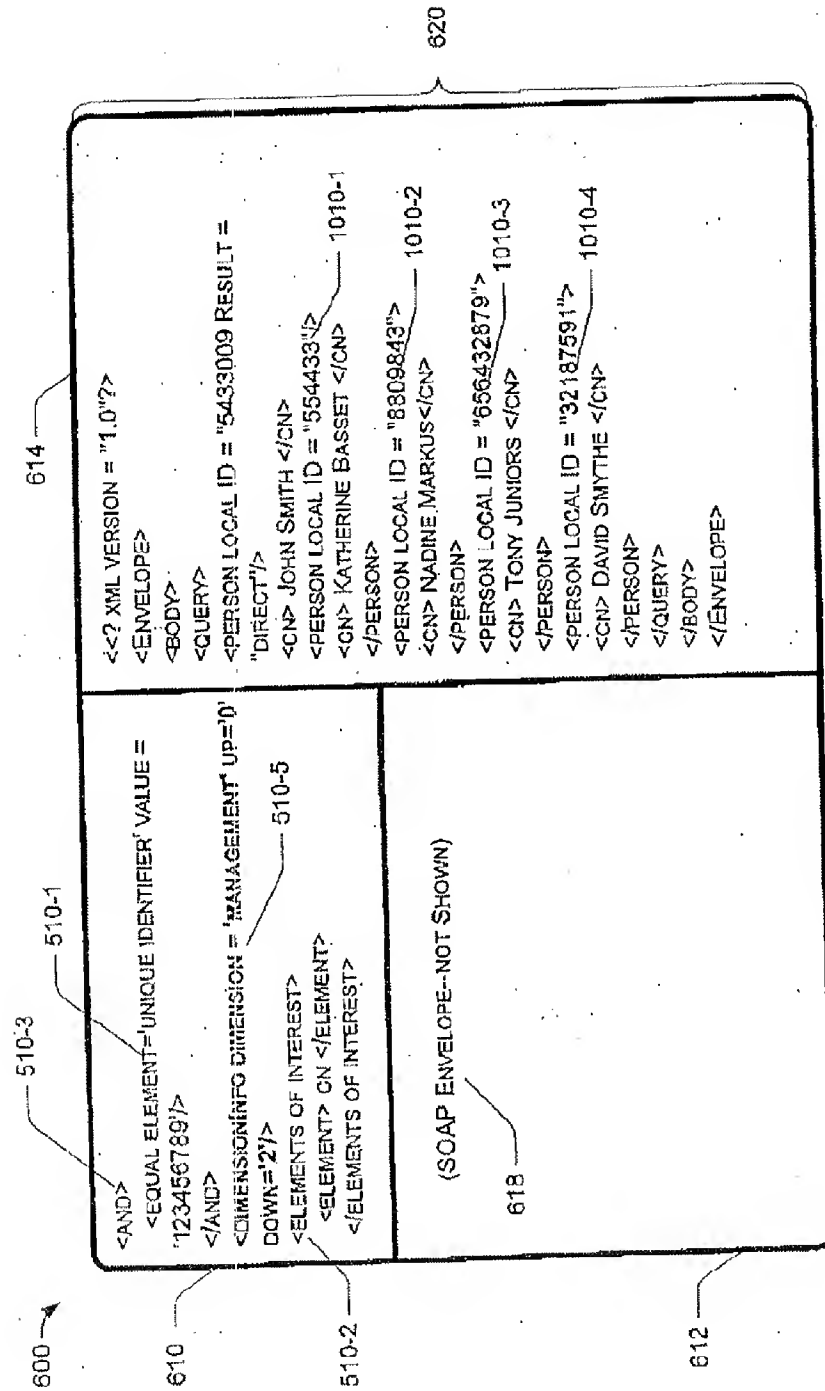 600
610
510-3
510-1
<AND>
<EQUAL ELEMENT='UNIQUE IDENTIFIER' VALUE =
'123456789'/>
</AND>
<DIMENSIONINFO DIMENSION = 'MANAGEMENT' UP='0'
DOWN='2'/>
<ELEMENTS OF INTEREST>
<ELEMENT> CN </ELEMENT>
</ELEMENTS OF INTEREST>
510-5
510-2
612
(SOAP ENVELOPE--NOT SHOWN)
618
614
<<? XML VERSION = "1.0"?>
<ENVELOPE>
<BODY>
<QUERY>
<PERSON LOCAL ID = "5433009 RESULT =
"DIRECT"/>
<CN> JOHN SMITH </CN>
<PERSON LOCAL ID = "554433"/>
<CN> KATHERINE BASSET </CN>
</PERSON>
<PERSON LOCAL ID = "8809843">
<CN> NADINE MARKUS</CN>
</PERSON>
<PERSON LOCAL ID = "656432879">
<CN> TONY JUNIORS </CN>
</PERSON>
<PERSON LOCAL ID = "32187591">
<CN> DAVID SMYTHE </CN>
</PERSON>
</QUERY>
</BODY>
</ENVELOPE>
1010-1
1010-2
1010-3
1010-4
620